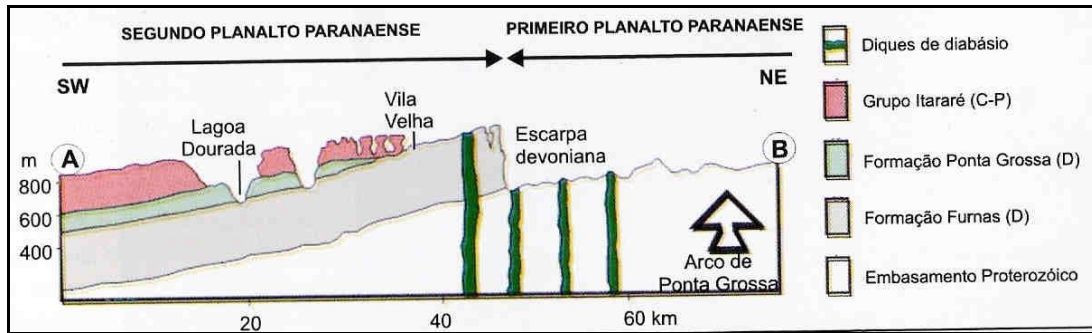 SEGUNDO PLANALTO PARANAENSE
PRIMEIRO PLANALTO PARANAENSE
SW
NE
Vila
Velha
Lagoa
Dourada
Escarpa
devoniana
m
A
B
800
600
400
Arco de
Ponta Grossa
20
40
60 km
Diques de diabásio
Grupo Itararé (C-P)
Formação Ponta Grossa (D)
Formação Furnas (D)
Embasamento Proterozóico